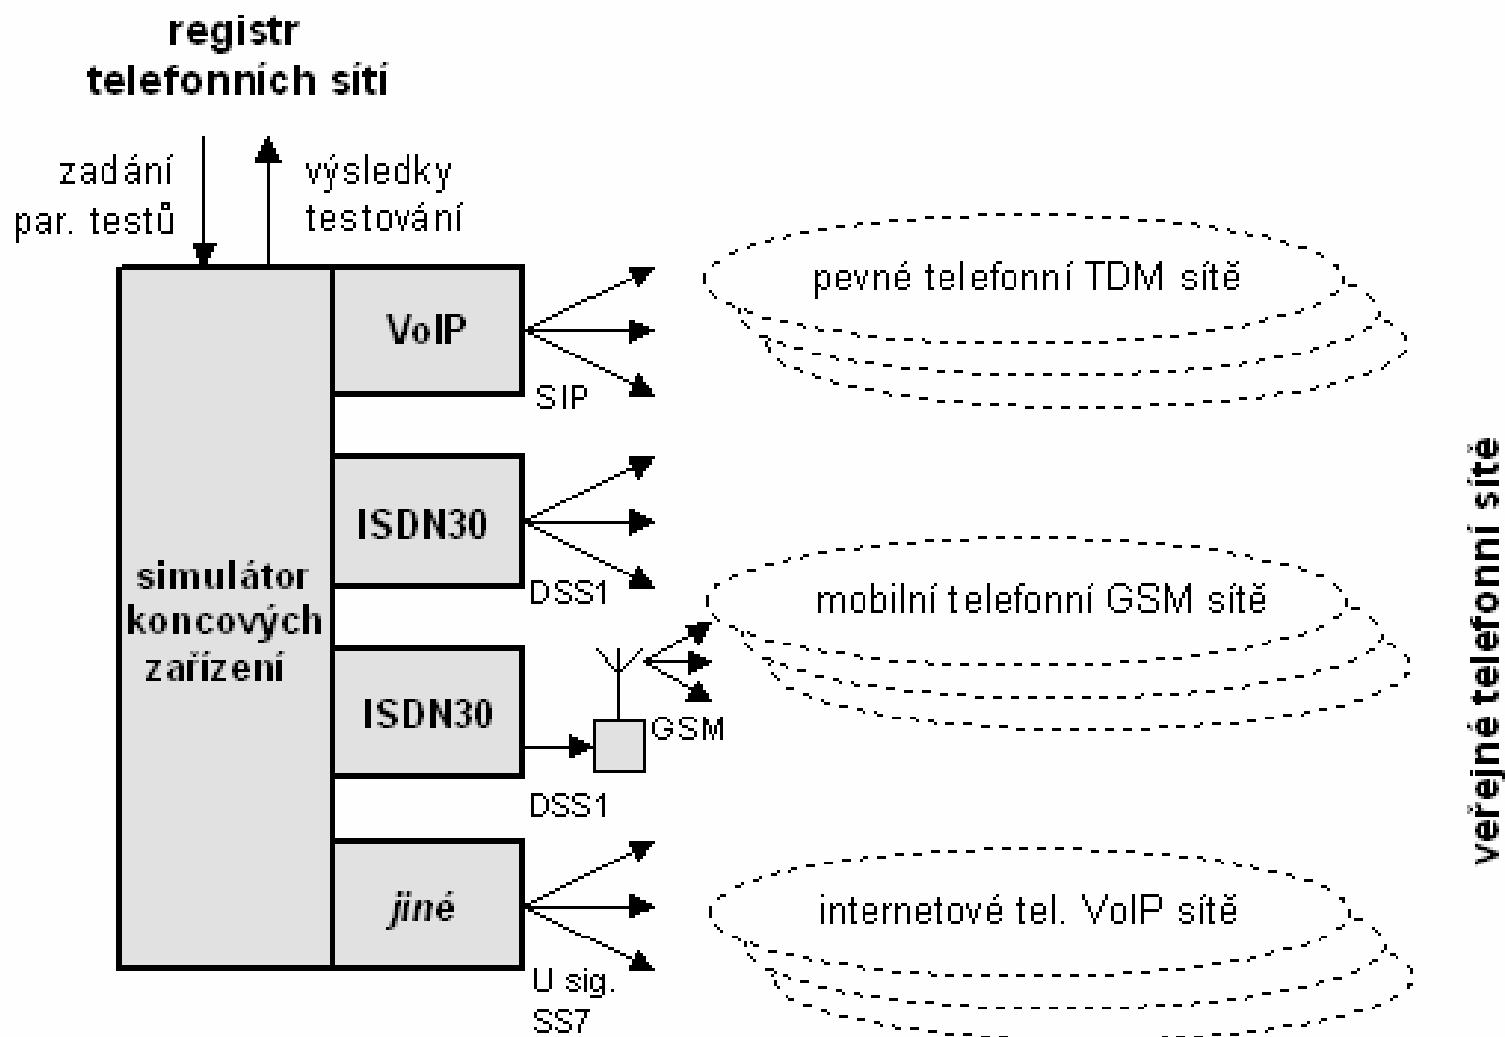 registr
telefonních sítí
zadání
par. testů
výsledky
testování
VoIP
SIP
pevné telefonní TDM sítě
ISDN30
DSS1
simulátor
koncových
zařízení
mobilní telefonní GSM sítě
ISDN30
GSM
DSS1
jiné
U sig.
SS7
internetové tel. VoIP sítě
veřejné telefonní sítě